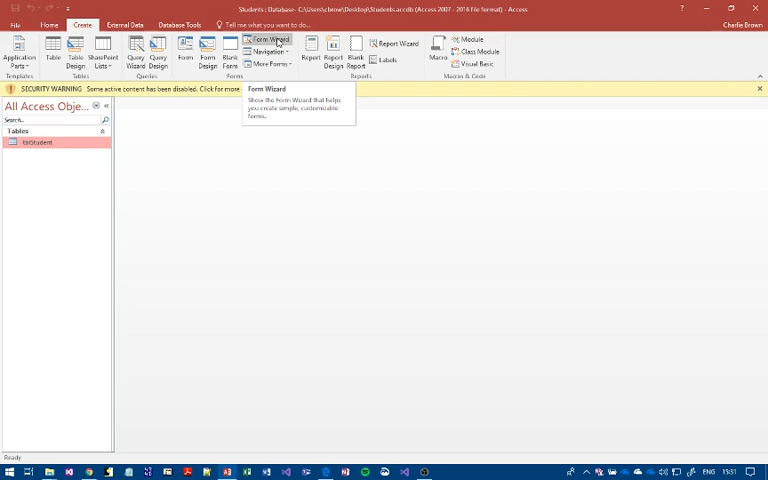 Students : Database- C:\Users\cbrow\Desktop\Students.accdb (Access 2007 - 2016 file format) - Access
File Home Create External Data Database Tools Tell me what you want to do... Charlie Brown
Application Parts Table Table Design SharePoint Lists Query Wizard Query Design Form Form Design Blank Form Form Wizard Navigation More Forms Report Report Design Blank Report Report Wizard Labels Macro Module Class Module Visual Basic
Templates Tables Queries Forms Reports Macros & Code
SECURITY WARNING Some active content has been disabled. Click for more
Form Wizard
Show the Form Wizard that helps
you create simple, customizable
forms.
All Access Obje...
Search...
Tables
tblStudent
Ready
ENG 15:31